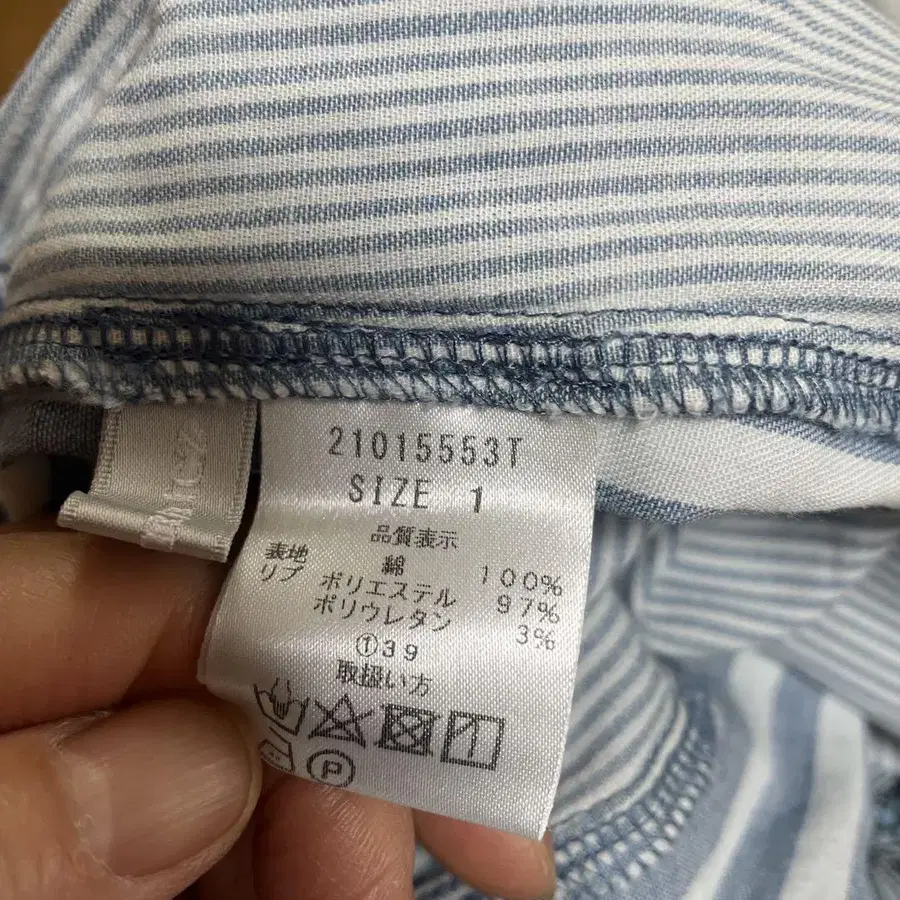 21015553T
SIZE 1
品質表示
表地 綿 100%
リブ ポリエステル 97%
ポリウレタン 3%
①39
取扱い方
P